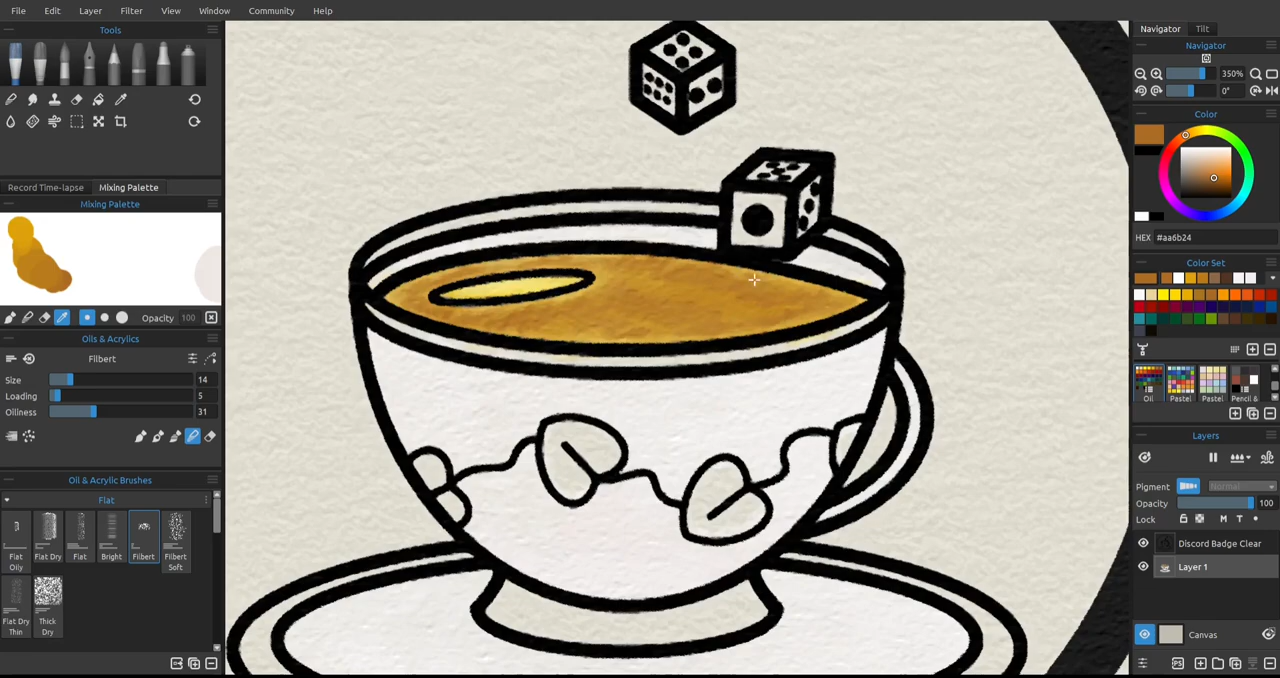 File Edit Layer Filter View Window Community Help
Tools
Record Time-lapse Mixing Palette
Mixing Palette
Opacity 100
Oils & Acrylics
Filbert
Size 14
Loading 5
Oiliness 31
Oil & Acrylic Brushes
Flat
Flat Oily
Flat Dry
Flat
Bright
Filbert
Filbert Soft
Flat Dry Thin
Thick Dry
Navigator Tilt
Navigator
350%
0°
Color
HEX #aa6b24
Color Set
Oil Pastel Pastel Pencil &
Layers
Pigment Normal
Opacity 100
Lock M T
Discord Badge Clear
Layer 1
Canvas
PS